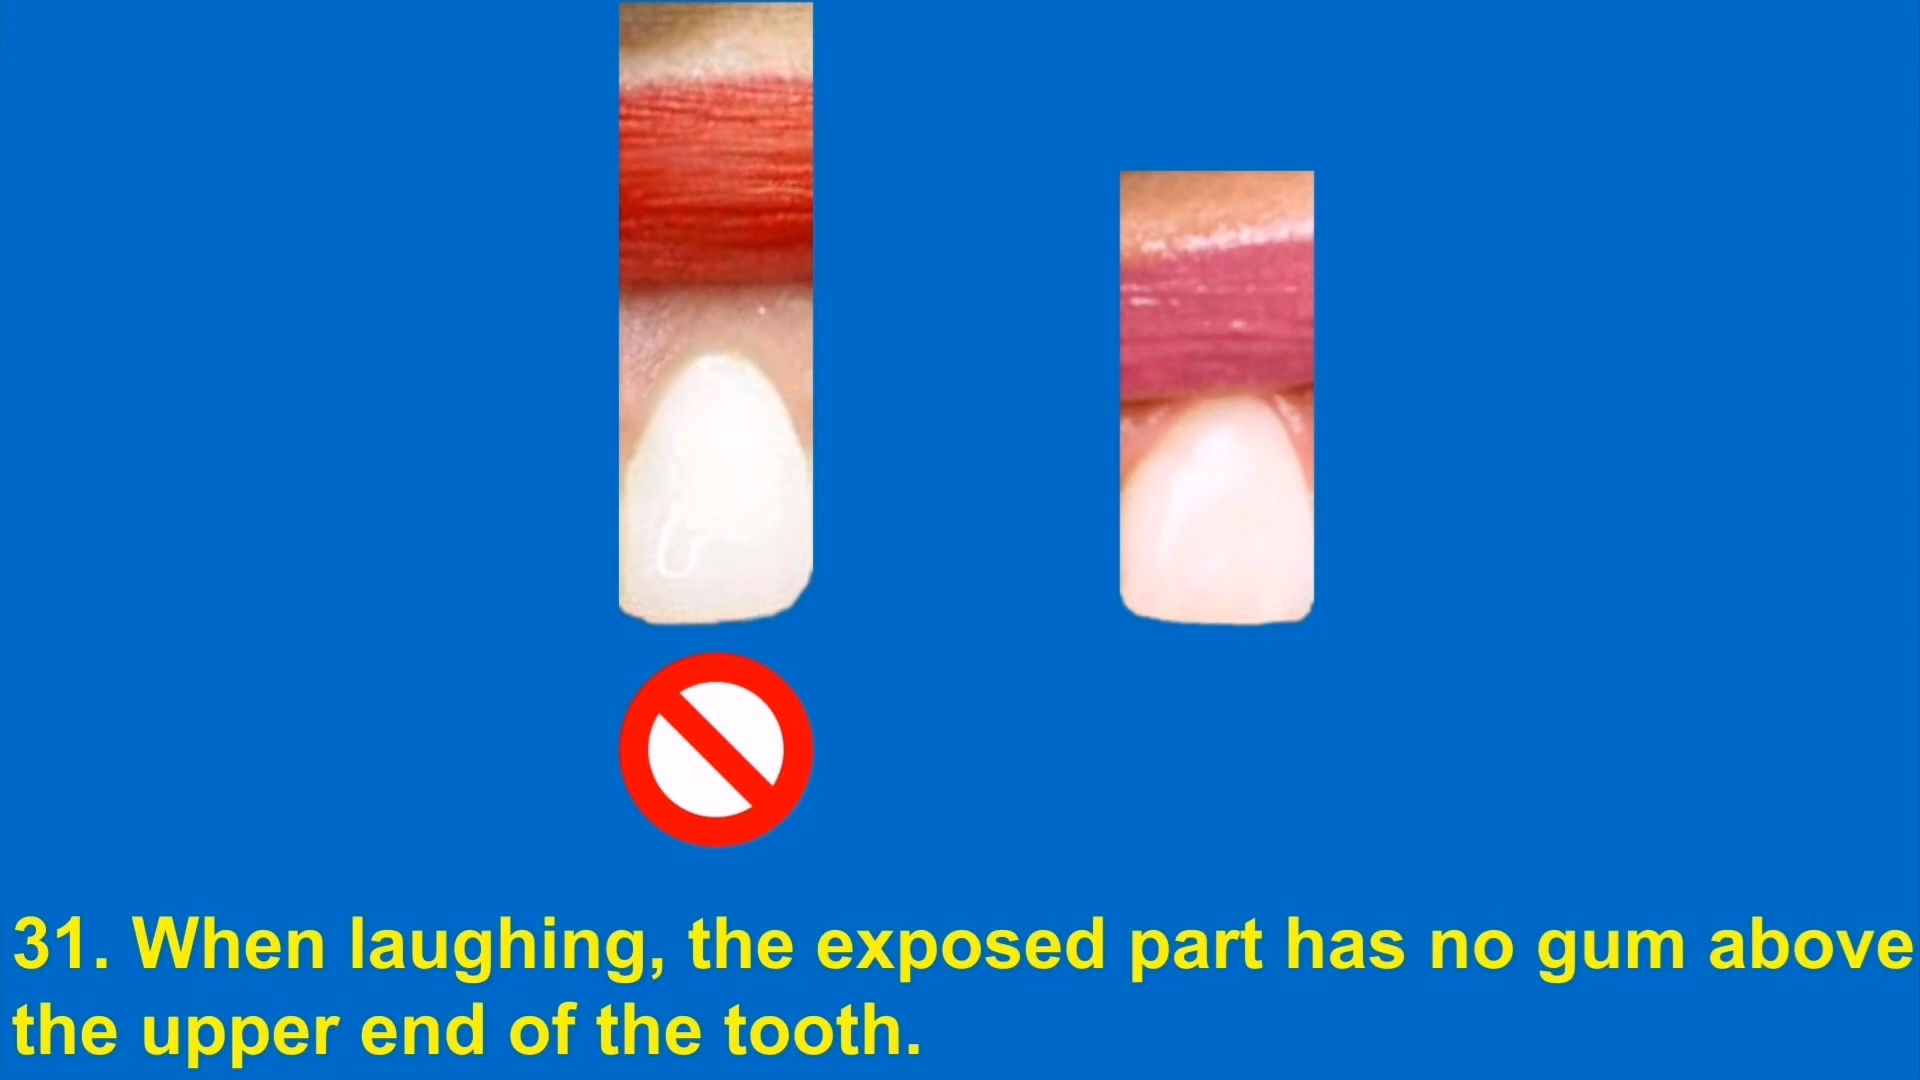 31. When laughing, the exposed part has no gum above
the upper end of the tooth.